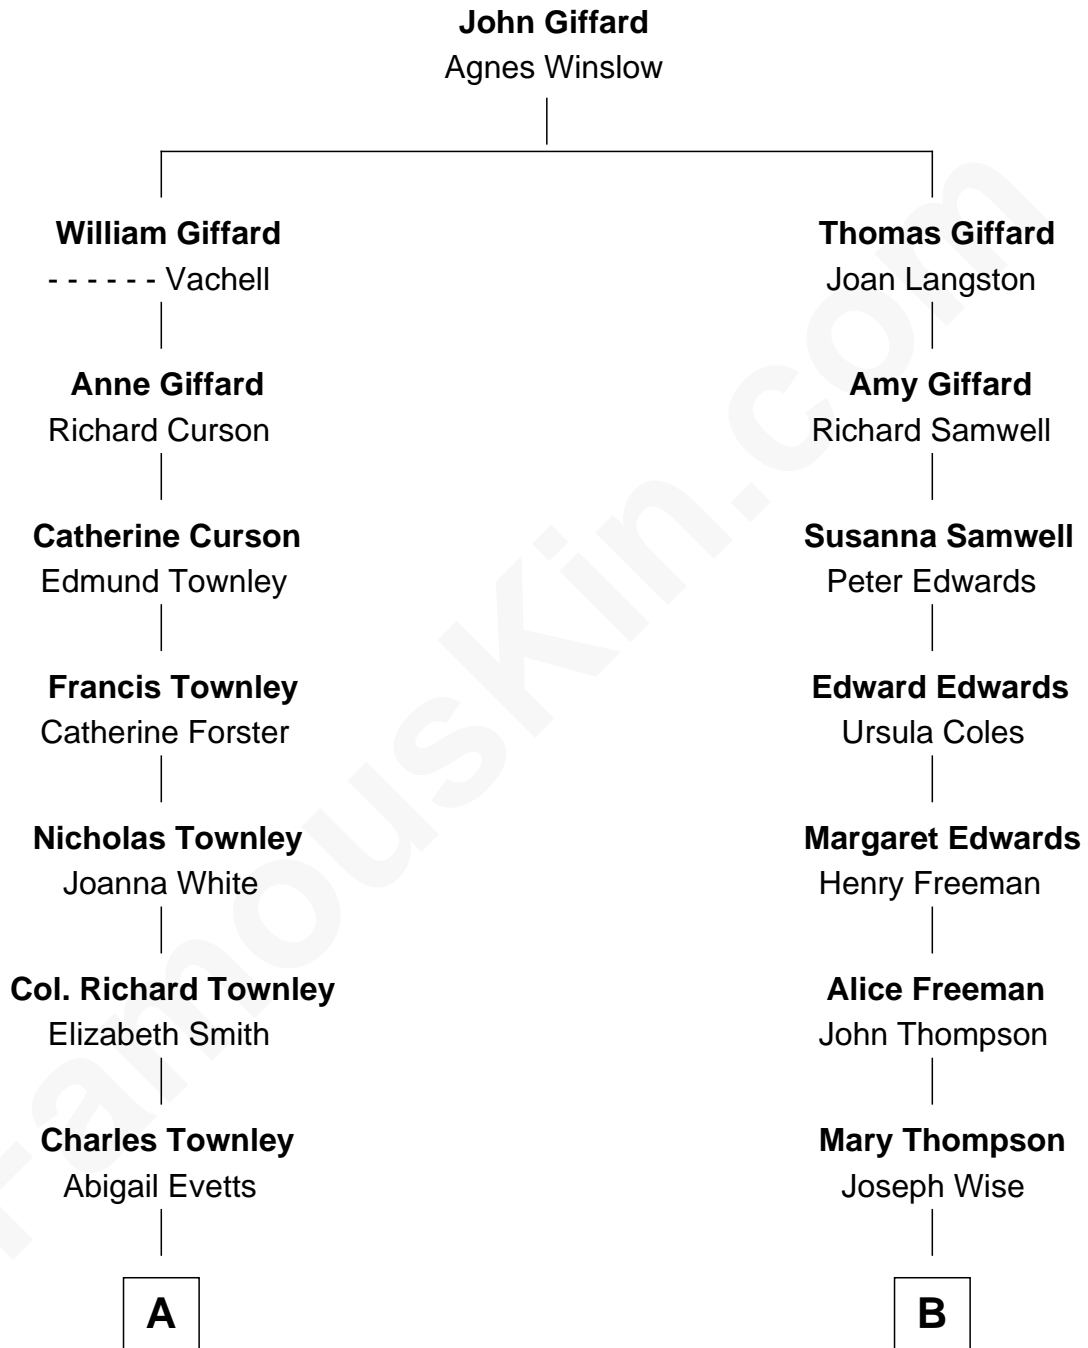 John Giffard
Agnes Winslow
William Giffard
- - - - - - Vachell
Thomas Giffard
Joan Langston
Anne Giffard
Richard Curson
Amy Giffard
Richard Samwell
Catherine Curson
Edmund Townley
Susanna Samwell
Peter Edwards
Francis Townley
Catherine Forster
Edward Edwards
Ursula Coles
Nicholas Townley
Joanna White
Margaret Edwards
Henry Freeman
Col. Richard Townley
Elizabeth Smith
Alice Freeman
John Thompson
Charles Townley
Abigail Evetts
Mary Thompson
Joseph Wise
A
B
FamousKin.com